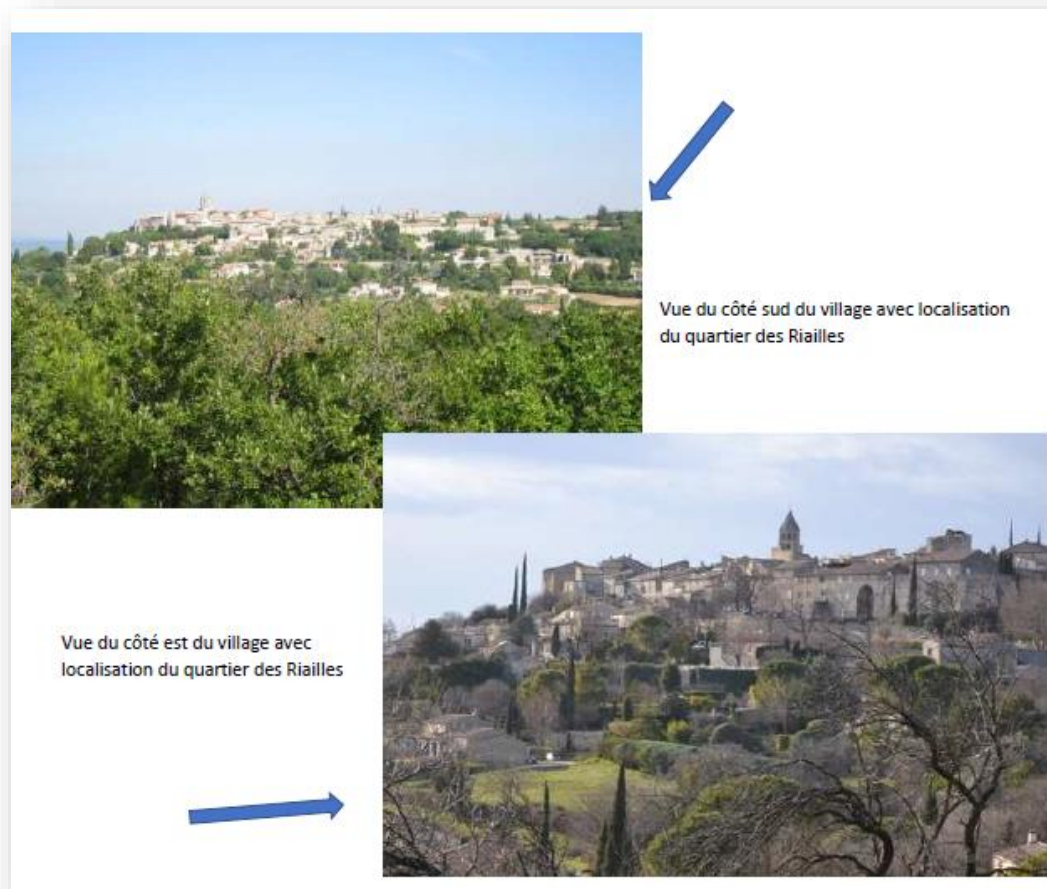 Vue du côté sud du village avec localisation
du quartier des Riailles
Vue du côté est du village avec
localisation du quartier des Riailles